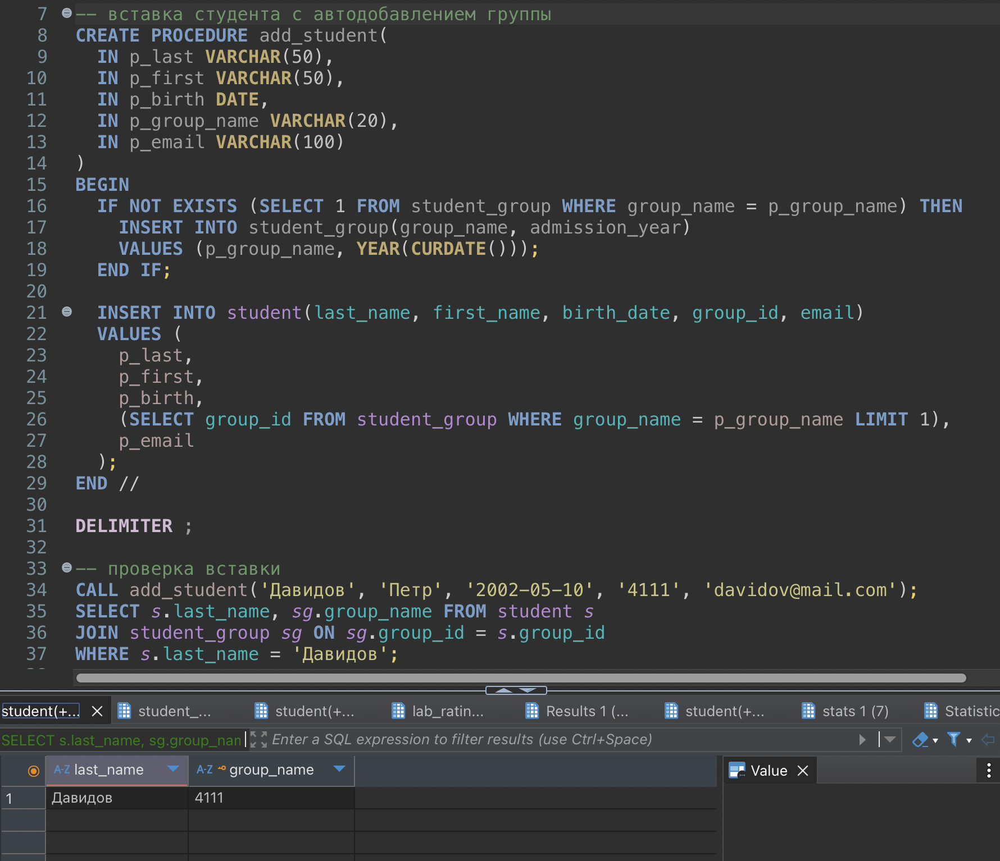 7 -- вставка студента с автодобавлением группы
8 CREATE PROCEDURE add_student(
9 IN p_last VARCHAR(50),
10 IN p_first VARCHAR(50),
11 IN p_birth DATE,
12 IN p_group_name VARCHAR(20),
13 IN p_email VARCHAR(100)
14 )
15 BEGIN
16 IF NOT EXISTS (SELECT 1 FROM student_group WHERE group_name = p_group_name) THEN
17 INSERT INTO student_group(group_name, admission_year)
18 VALUES (p_group_name, YEAR(CURDATE()));
19 END IF;
20
21 INSERT INTO student(last_name, first_name, birth_date, group_id, email)
22 VALUES (
23 p_last,
24 p_first,
25 p_birth,
26 (SELECT group_id FROM student_group WHERE group_name = p_group_name LIMIT 1),
27 p_email
28 );
29 END //
30
31 DELIMITER ;
32
33 -- проверка вставки
34 CALL add_student('Давидов', 'Петр', '2002-05-10', '4111', 'davidov@mail.com');
35 SELECT s.last_name, sg.group_name FROM student s
36 JOIN student_group sg ON sg.group_id = s.group_id
37 WHERE s.last_name = 'Давидов';
student(+... student_... student(+... lab_ratin... Results 1 (... student(+... stats 1 (7) Statistic
SELECT s.last_name, sg.group_nan Enter a SQL expression to filter results (use Ctrl+Space)
A-Z last_name A-Z group_name Value
1 Давидов 4111